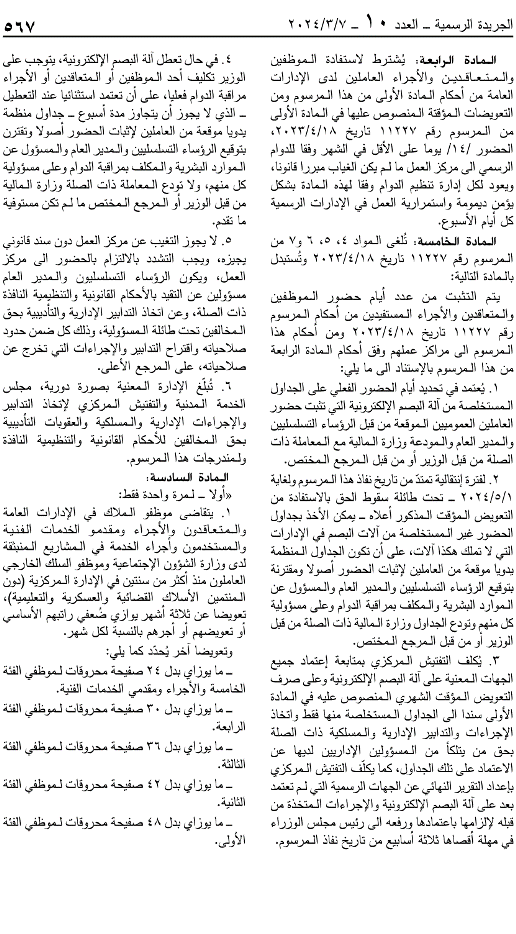 الجريدة الرسمية ــ العدد ١٠ ــ ٢٠٢٤/٣/٧
٥٦٧
المادة الرابعة: يُشترط لاستفادة الموظفين
والمتعاقدين والأجراء العاملين لدى الإدارات
العامة من أحكام المادة الأولى من هذا المرسوم ومن
التعويضات المؤقتة المنصوص عليها في المادة الأولى
من المرسوم رقم ١١٢٢٧ تاريخ ٢٠٢٣/٤/١٨،
الحضور /١٤/ يوما على الأقل في الشهر وفقا للدوام
الرسمي الى مركز العمل ما لم يكن الغياب مبررا قانونا،
ويعود لكل إدارة تنظيم الدوام وفقا لهذه المادة بشكل
يؤمن ديمومة واستمرارية العمل في الإدارات الرسمية
كل أيام الأسبوع.
المادة الخامسة: تُلغى المواد ٤، ٥، ٦ و٧ من
المرسوم رقم ١١٢٢٧ تاريخ ٢٠٢٣/٤/١٨ وتُستبدل
بالمادة التالية:
يتم التثبت من عدد أيام حضور الموظفين
والمتعاقدين والأجراء المستفيدين من أحكام المرسوم
رقم ١١٢٢٧ تاريخ ٢٠٢٣/٤/١٨ ومن أحكام هذا
المرسوم الى مراكز عملهم وفق أحكام المادة الرابعة
من هذا المرسوم بالإستناد الى ما يلي:
١. يُعتمد في تحديد أيام الحضور الفعلي على الجداول
المستخلصة من آلة البصم الإلكترونية التي تثبت حضور
العاملين العموميين الموقعة من قبل الرؤساء التسلسليين
والمدير العام والمودعة وزارة المالية مع المعاملة ذات
الصلة من قبل الوزير أو من قبل المرجع المختص.
٢. لفترة إنتقالية تمتدّ من تاريخ نفاذ هذا المرسوم ولغاية
٢٠٢٤/٥/١ ــ تحت طائلة سقوط الحق بالاستفادة من
التعويض المؤقت المذكور أعلاه ــ يمكن الأخذ بجداول
الحضور غير المستخلصة من آلات البصم في الإدارات
التي لا تملك هكذا آلات، على أن تكون الجداول المنظمة
يدويا موقعة من العاملين لإثبات الحضور أصولا ومقترنة
بتوقيع الرؤساء التسلسليين والمدير العام والمسؤول عن
الموارد البشرية والمكلف بمراقبة الدوام وعلى مسؤولية
كل منهم وتودع الجداول وزارة المالية ذات الصلة من قبل
الوزير أو من قبل المرجع المختص.
٣. يُكلف التفتيش المركزي بمتابعة إعتماد جميع
الجهات المعنية على آلة البصم الإلكترونية وعلى صرف
التعويض المؤقت الشهري المنصوص عليه في المادة
الأولى سندا الى الجداول المستخلصة منها فقط واتخاذ
الإجراءات والتدابير الإدارية والمسلكية ذات الصلة
بحق من يتلكأ من المسؤولين الإداريين لديها عن
الاعتماد على تلك الجداول، كما يكلّف التفتيش المركزي
بإعداد التقرير النهائي عن الجهات الرسمية التي لم تعتمد
بعد على آلة البصم الإلكترونية والإجراءات المتخذة من
قبله لإلزامها باعتمادها ورفعه الى رئيس مجلس الوزراء
في مهلة أقصاها ثلاثة أسابيع من تاريخ نفاذ المرسوم.
٤. في حال تعطل آلة البصم الإلكترونية، يتوجب على
الوزير تكليف أحد الموظفين أو المتعاقدين أو الأجراء
مراقبة الدوام فعليا، على أن تعتمد استثنائيا عند التعطيل
ــ الذي لا يجوز أن يتجاوز مدة أسبوع ــ جداول منظمة
يدويا موقعة من العاملين لإثبات الحضور أصولا وتقترن
بتوقيع الرؤساء التسلسليين والمدير العام والمسؤول عن
الموارد البشرية والمكلف بمراقبة الدوام وعلى مسؤولية
كل منهم، ولا تودع المعاملة ذات الصلة وزارة المالية
من قبل الوزير أو المرجع المختص ما لم تكن مستوفية
ما تقدم.
٥. لا يجوز التغيب عن مركز العمل دون سند قانوني
يجيزه، ويجب التشدد بالالتزام بالحضور الى مركز
العمل، ويكون الرؤساء التسلسليون والمدير العام
مسؤولين عن التقيد بالأحكام القانونية والتنظيمية النافذة
ذات الصلة، وعن اتخاذ التدابير الإدارية والتأديبية بحق
المخالفين تحت طائلة المسؤولية، وذلك كل ضمن حدود
صلاحياته واقتراح التدابير والإجراءات التي تخرج عن
صلاحياته، على المرجع الأعلى.
٦. تُبلّغ الإدارة المعنية بصورة دورية، مجلس
الخدمة المدنية والتفتيش المركزي لإتخاذ التدابير
والإجراءات الإدارية والمسلكية والعقوبات التأديبية
بحق المخالفين للأحكام القانونية والتنظيمية النافذة
ولمندرجات هذا المرسوم.
المادة السادسة:
«أولا ــ لمرة واحدة فقط:
١. يتقاضى موظفو الملاك في الإدارات العامة
والمتعاقدون والأجراء ومقدمو الخدمات الفنية
والمستخدمون وأجراء الخدمة في المشاريع المنبثقة
لدى وزارة الشؤون الإجتماعية وموظفو السلك الخارجي
العاملون منذ أكثر من سنتين في الإدارة المركزية (دون
المنتمين الأسلاك القضائية والعسكرية والتعليمية)،
تعويضا عن ثلاثة أشهر يوازي ضُعفي راتبهم الأساسي
أو تعويضهم أو أجرهم بالنسبة لكل شهر.
وتعويضا آخر يُحدّد كما يلي:
ــ ما يوازي بدل ٢٤ صفيحة محروقات لموظفي الفئة
الخامسة والأجراء ومقدمي الخدمات الفنية.
ــ ما يوازي بدل ٣٠ صفيحة محروقات لموظفي الفئة
الرابعة.
ــ ما يوازي بدل ٣٦ صفيحة محروقات لموظفي الفئة
الثالثة.
ــ ما يوازي بدل ٤٢ صفيحة محروقات لموظفي الفئة
الثانية.
ــ ما يوازي بدل ٤٨ صفيحة محروقات لموظفي الفئة
الأولى.